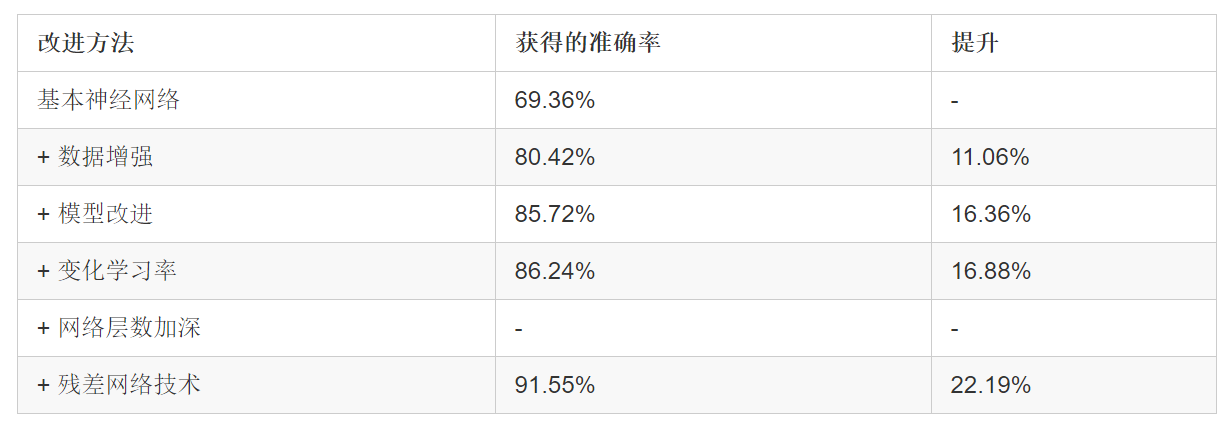 改进方法 获得的准确率 提升
基本神经网络 69.36% -
+ 数据增强 80.42% 11.06%
+ 模型改进 85.72% 16.36%
+ 变化学习率 86.24% 16.88%
+ 网络层数加深 - -
+ 残差网络技术 91.55% 22.19%